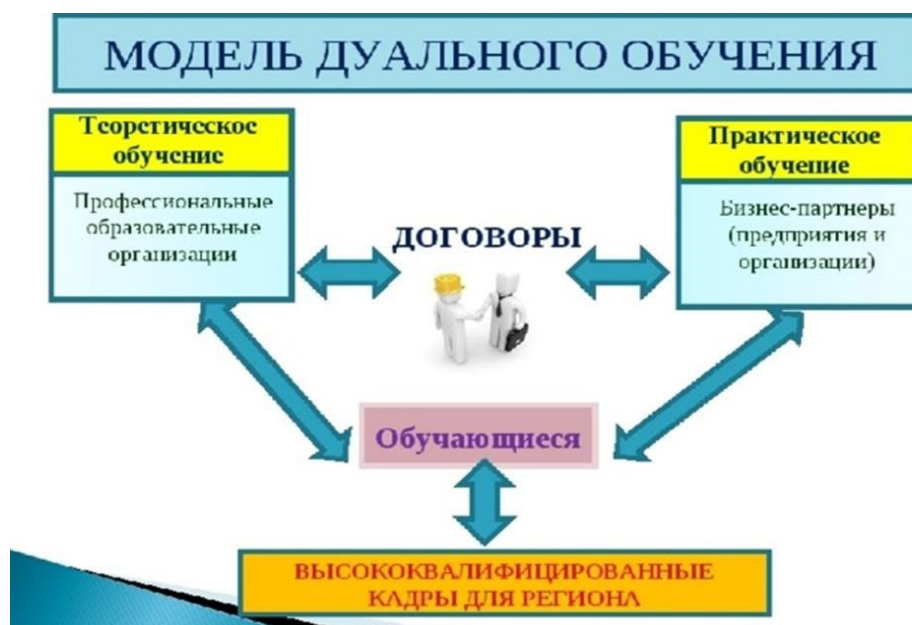 МОДЕЛЬ ДУАЛЬНОГО ОБУЧЕНИЯ
Теоретическое
обучение
Профессиональные
образовательные
организации
ДОГОВОРЫ
Практическое
обучение
Бизнес-партнеры
(предприятия и
организации)
Обучающиеся
ВЫСОКОКВАЛИФИЦИРОВАННЫЕ
КАДРЫ ДЛЯ РЕГИОНА